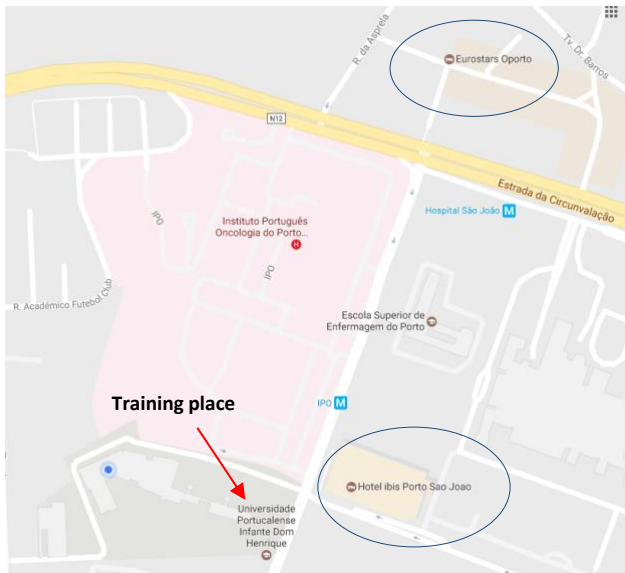 R. da Asprela
Eurostars Oporto
Tv. Dr. Barros
N12
Estrada da Circunvalação
IPO
Instituto Português
Oncologia do Porto...
H
Hospital São João M
IPO
R. Académico Futebol Club
Escola Superior de
Enfermagem do Porto
Training place
IPO M
Hotel ibis Porto Sao Joao
Universidade
Portucalense
Infante Dom
Henrique